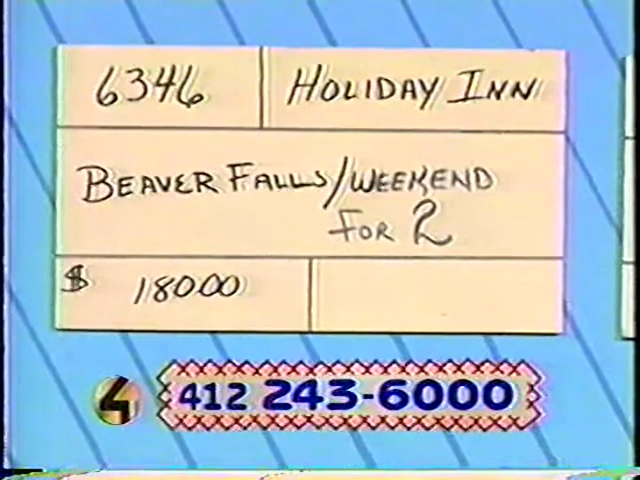 6346 HOLIDAY INN
BEAVER FALLS/WEEKEND
FOR 2
$ 18000
4 412 243-6000